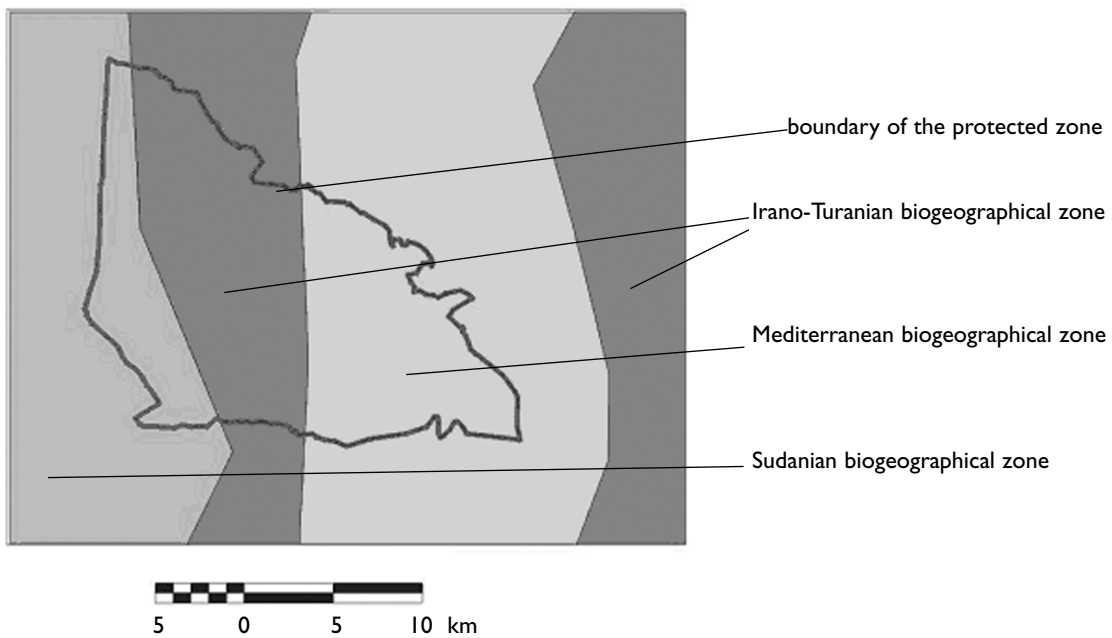 boundary of the protected zone
Irano-Turanian biogeographical zone
Mediterranean biogeographical zone
Sudanian biogeographical zone
5 0 5 10 km